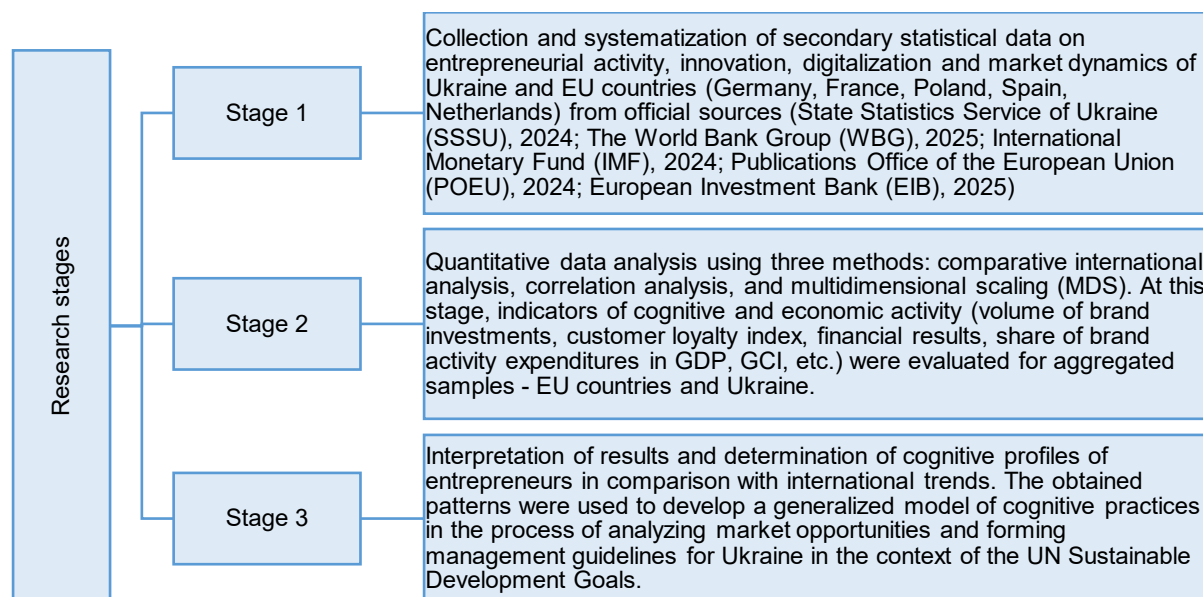 Research stages
Stage 1
Collection and systematization of secondary statistical data on
entrepreneurial activity, innovation, digitalization and market dynamics of
Ukraine and EU countries (Germany, France, Poland, Spain,
Netherlands) from official sources (State Statistics Service of Ukraine
(SSSU), 2024; The World Bank Group (WBG), 2025; International
Monetary Fund (IMF), 2024; Publications Office of the European Union
(POEU), 2024; European Investment Bank (EIB), 2025)
Stage 2
Quantitative data analysis using three methods: comparative international
analysis, correlation analysis, and multidimensional scaling (MDS). At this
stage, indicators of cognitive and economic activity (volume of brand
investments, customer loyalty index, financial results, share of brand
activity expenditures in GDP, GCI, etc.) were evaluated for aggregated
samples - EU countries and Ukraine.
Stage 3
Interpretation of results and determination of cognitive profiles of
entrepreneurs in comparison with international trends. The obtained
patterns were used to develop a generalized model of cognitive practices
in the process of analyzing market opportunities and forming
management guidelines for Ukraine in the context of the UN Sustainable
Development Goals.